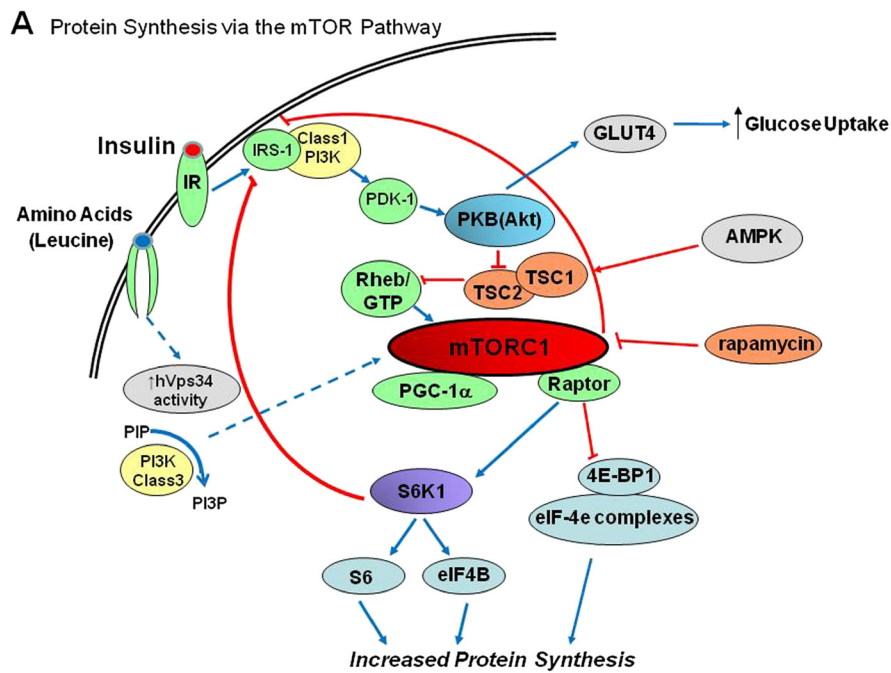 A Protein Synthesis via the mTOR Pathway
Insulin
IR
Amino Acids
(Leucine)
IRS-1
Class1
PI3K
PDK-1
PKB(Akt)
GLUT4
↑Glucose Uptake
AMPK
TSC2
TSC1
Rheb/
GTP
mTORC1
rapamycin
PGC-1α
Raptor
↑hVps34
activity
PIP
PI3K
Class3
PI3P
S6K1
4E-BP1
eIF-4e complexes
S6
eIF4B
Increased Protein Synthesis